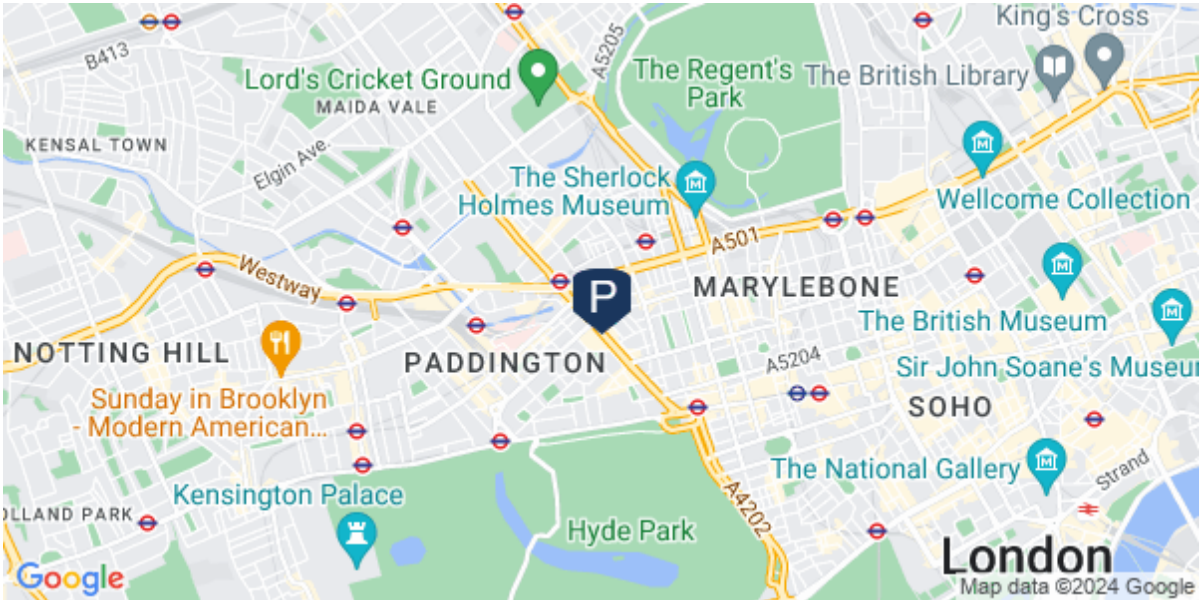 King's Cross
B413
A5205
Lord's Cricket Ground
The Regent's
Park
The British Library
MAIDA VALE
KENSAL TOWN
Elgin Ave.
The Sherlock
Holmes Museum
Wellcome Collection
A501
Westway
MARYLEBONE
P
The British Museum
NOTTING HILL
PADDINGTON
A5204
Sir John Soane's Museu
Sunday in Brooklyn
- Modern American...
SOHO
The National Gallery
Strand
Kensington Palace
A4202
OLLAND PARK
Hyde Park
London
Google
Map data ©2024 Google